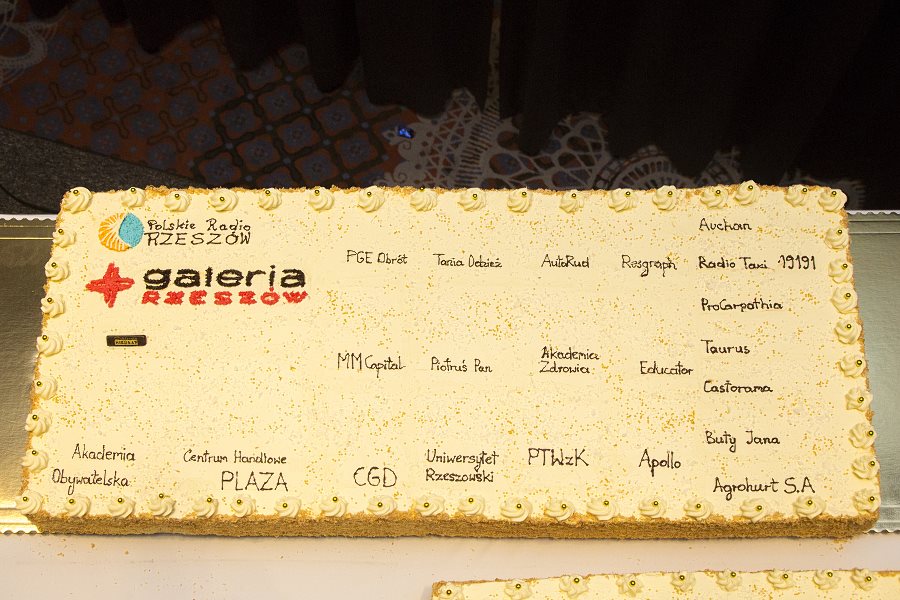 Polskie Radio
RZESZÓW
galeria
RZESZÓW
PGE Obrót
Tania Odzież
AutoRud
Resgraph
Auchan
Radio Taxi 19191
ProCarpathia
MM Capital
Piotruś Pan
Akademia
Zdrowia
Educator
Taurus
Castorama
Akademia
Obywatelska
Centrum Handlowe
PLAZA
CGD
Uniwersytet
Rzeszowski
PTWzK
Apollo
Buty Jana
Agrohurt S.A